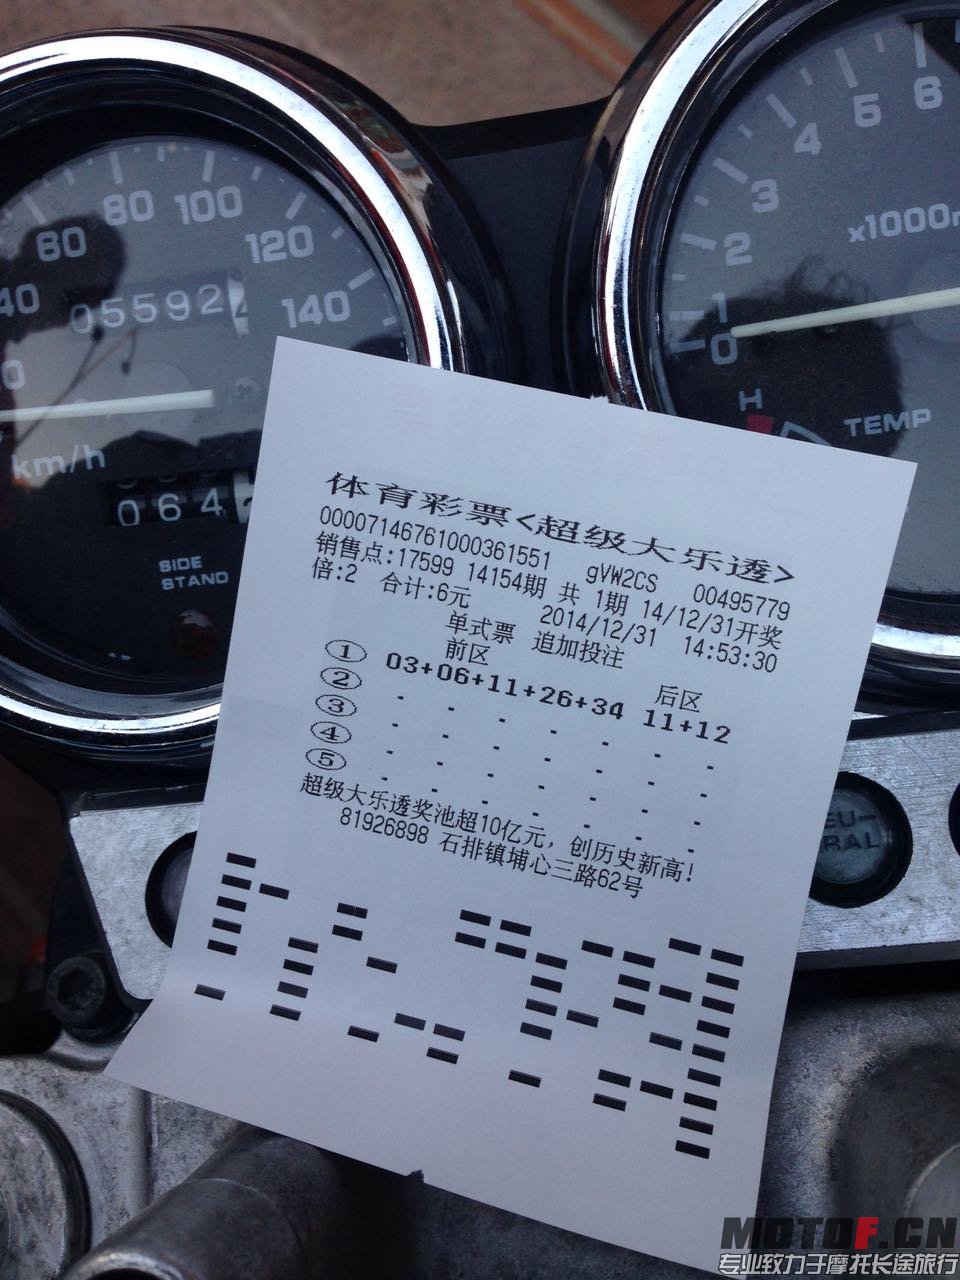 60
80
100
120
140
40
05592
km/h
064
SIDE
STAND
0
1
2
3
4
5
6
x1000r
H
TEMP
体育彩票<超级大乐透>
00007146761000361551 gVW2CS 00495779
销售点:17599 14154期 共 1期 14/12/31开奖
倍:2 合计:6元 2014/12/31 14:53:30
单式票 追加投注
前区 后区
① 03+06+11+26+34 11+12
②
③
④
⑤
超级大乐透奖池超10亿元，创历史新高!
81926898 石排镇埔心三路62号
EU-
RAL
MOTOF.CN
专业致力于摩托长途旅行